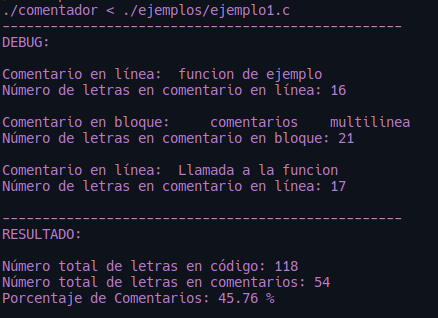 ./comentador < ./ejemplos/ejemplo1.c
--------------------------------------------------
DEBUG:
Comentario en línea:  funcion de ejemplo
Número de letras en comentario en línea: 16
Comentario en bloque:     comentarios    multilinea
Número de letras en comentario en bloque: 21
Comentario en línea:  Llamada a la funcion
Número de letras en comentario en línea: 17
--------------------------------------------------
RESULTADO:
Número total de letras en código: 118
Número total de letras en comentarios: 54
Porcentaje de Comentarios: 45.76 %